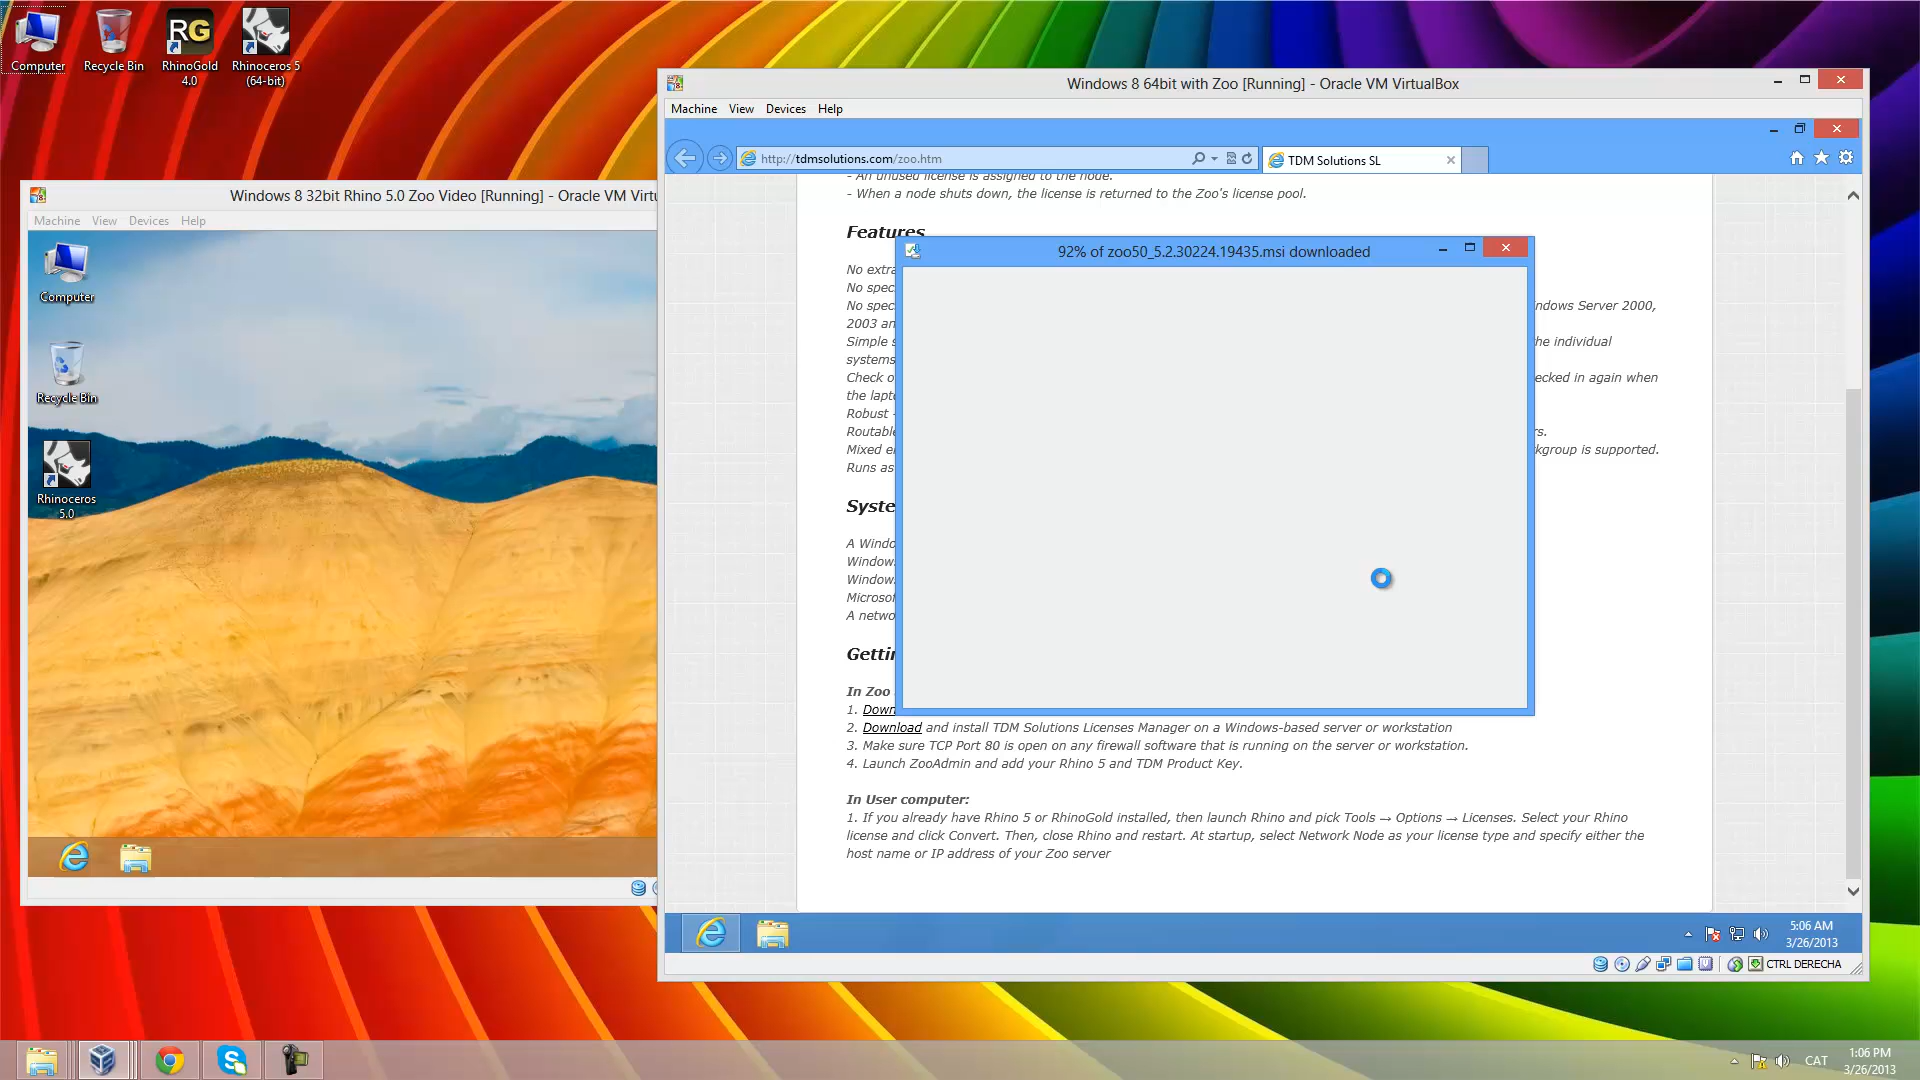 Computer
Recycle Bin
RhinoGold
4.0
Rhinoceros 5
(64-bit)
Windows 8 32bit Rhino 5.0 Zoo Video [Running] - Oracle VM Virtu
Machine View Devices Help
Computer
Recycle Bin
Rhinoceros
5.0
Windows 8 64bit with Zoo [Running] - Oracle VM VirtualBox
Machine View Devices Help
http://tdmsolutions.com/zoo.htm
TDM Solutions SL
- An unused license is assigned to the node.
- When a node shuts down, the license is returned to the Zoo's license pool.
Features
92% of zoo50_5.2.30224.19435.msi downloaded
No extra
No spec
No spec ndows Server 2000,
2003 an
Simple s he individual
systems
Check o ecked in again when
the lapt
Robust -
Routable rs.
Mixed e kgroup is supported.
Runs as
Syste
A Windo
Window
Window
Microsof
A netwo
Gettin
In Zoo
1. Down
2. Download and install TDM Solutions Licenses Manager on a Windows-based server or workstation
3. Make sure TCP Port 80 is open on any firewall software that is running on the server or workstation.
4. Launch ZooAdmin and add your Rhino 5 and TDM Product Key.
In User computer:
1. If you already have Rhino 5 or RhinoGold installed, then launch Rhino and pick Tools → Options → Licenses. Select your Rhino
license and click Convert. Then, close Rhino and restart. At startup, select Network Node as your license type and specify either the
host name or IP address of your Zoo server
5:06 AM
3/26/2013
CTRL DERECHA
CAT
1:06 PM
3/26/2013